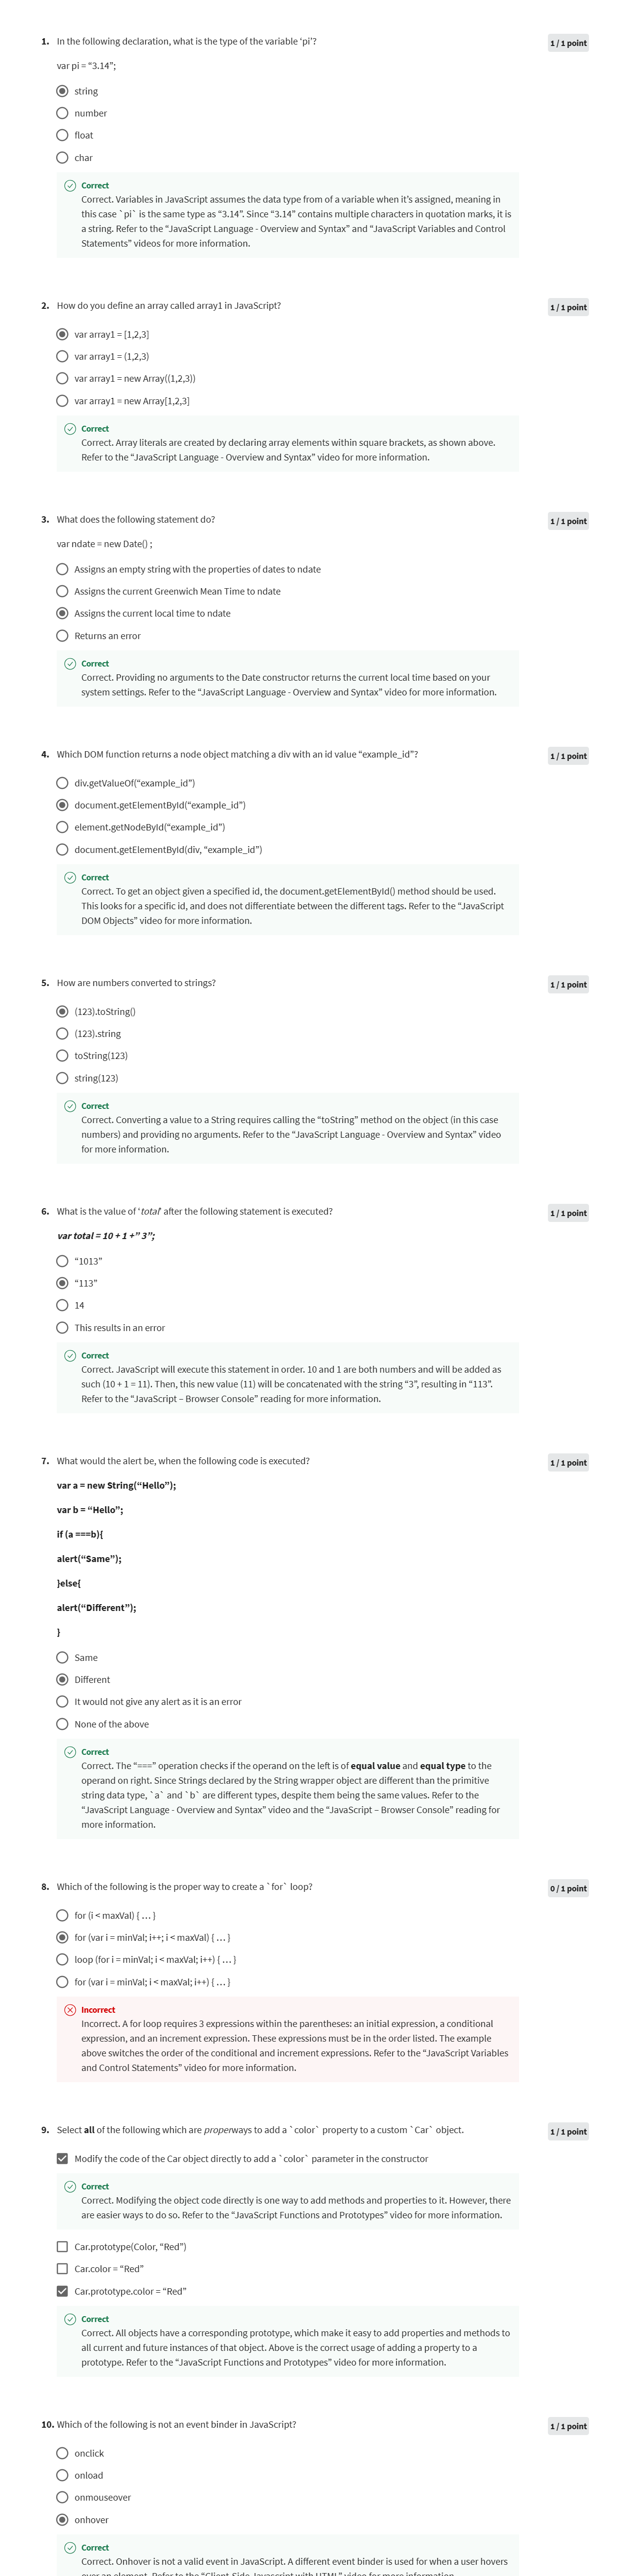 1. In the following declaration, what is the type of the variable ‘pi’?
1 / 1 point
var pi = “3.14”;
string
number
float
char
Correct
Correct. Variables in JavaScript assumes the data type from of a variable when it’s assigned, meaning in
this case `pi` is the same type as “3.14”. Since “3.14” contains multiple characters in quotation marks, it is
a string. Refer to the “JavaScript Language - Overview and Syntax” and “JavaScript Variables and Control
Statements” videos for more information.
2. How do you define an array called array1 in JavaScript?
1 / 1 point
var array1 = [1,2,3]
var array1 = (1,2,3)
var array1 = new Array((1,2,3))
var array1 = new Array[1,2,3]
Correct
Correct. Array literals are created by declaring array elements within square brackets, as shown above.
Refer to the “JavaScript Language - Overview and Syntax” video for more information.
3. What does the following statement do?
1 / 1 point
var ndate = new Date() ;
Assigns an empty string with the properties of dates to ndate
Assigns the current Greenwich Mean Time to ndate
Assigns the current local time to ndate
Returns an error
Correct
Correct. Providing no arguments to the Date constructor returns the current local time based on your
system settings. Refer to the “JavaScript Language - Overview and Syntax” video for more information.
4. Which DOM function returns a node object matching a div with an id value “example_id”?
1 / 1 point
div.getValueOf(“example_id”)
document.getElementById(“example_id”)
element.getNodeById(“example_id”)
document.getElementById(div, “example_id”)
Correct
Correct. To get an object given a specified id, the document.getElementById() method should be used.
This looks for a specific id, and does not differentiate between the different tags. Refer to the “JavaScript
DOM Objects” video for more information.
5. How are numbers converted to strings?
1 / 1 point
(123).toString()
(123).string
toString(123)
string(123)
Correct
Correct. Converting a value to a String requires calling the “toString” method on the object (in this case
numbers) and providing no arguments. Refer to the “JavaScript Language - Overview and Syntax” video
for more information.
6. What is the value of ‘total’ after the following statement is executed?
1 / 1 point
var total = 10 + 1 +” 3”;
“1013”
“113”
14
This results in an error
Correct
Correct. JavaScript will execute this statement in order. 10 and 1 are both numbers and will be added as
such (10 + 1 = 11). Then, this new value (11) will be concatenated with the string “3”, resulting in “113”.
Refer to the “JavaScript – Browser Console” reading for more information.
7. What would the alert be, when the following code is executed?
1 / 1 point
var a = new String(“Hello”);
var b = “Hello”;
if (a ===b){
alert(“Same”);
}else{
alert(“Different”);
}
Same
Different
It would not give any alert as it is an error
None of the above
Correct
Correct. The “===” operation checks if the operand on the left is of equal value and equal type to the
operand on right. Since Strings declared by the String wrapper object are different than the primitive
string data type, `a` and `b` are different types, despite them being the same values. Refer to the
“JavaScript Language - Overview and Syntax” video and the “JavaScript – Browser Console” reading for
more information.
8. Which of the following is the proper way to create a `for` loop?
0 / 1 point
for (i < maxVal) { … }
for (var i = minVal; i++; i < maxVal) { … }
loop (for i = minVal; i < maxVal; i++) { … }
for (var i = minVal; i < maxVal; i++) { … }
Incorrect
Incorrect. A for loop requires 3 expressions within the parentheses: an initial expression, a conditional
expression, and an increment expression. These expressions must be in the order listed. The example
above switches the order of the conditional and increment expressions. Refer to the “JavaScript Variables
and Control Statements” video for more information.
9. Select all of the following which are properways to add a `color` property to a custom `Car` object.
1 / 1 point
Modify the code of the Car object directly to add a `color` parameter in the constructor
Correct
Correct. Modifying the object code directly is one way to add methods and properties to it. However, there
are easier ways to do so. Refer to the “JavaScript Functions and Prototypes” video for more information.
Car.prototype(Color, “Red”)
Car.color = “Red”
Car.prototype.color = “Red”
Correct
Correct. All objects have a corresponding prototype, which make it easy to add properties and methods to
all current and future instances of that object. Above is the correct usage of adding a property to a
prototype. Refer to the “JavaScript Functions and Prototypes” video for more information.
10. Which of the following is not an event binder in JavaScript?
1 / 1 point
onclick
onload
onmouseover
onhover
Correct
Correct. Onhover is not a valid event in JavaScript. A different event binder is used for when a user hovers
over an element. Refer to the “Client-Side Javascript with HTML” video for more information.